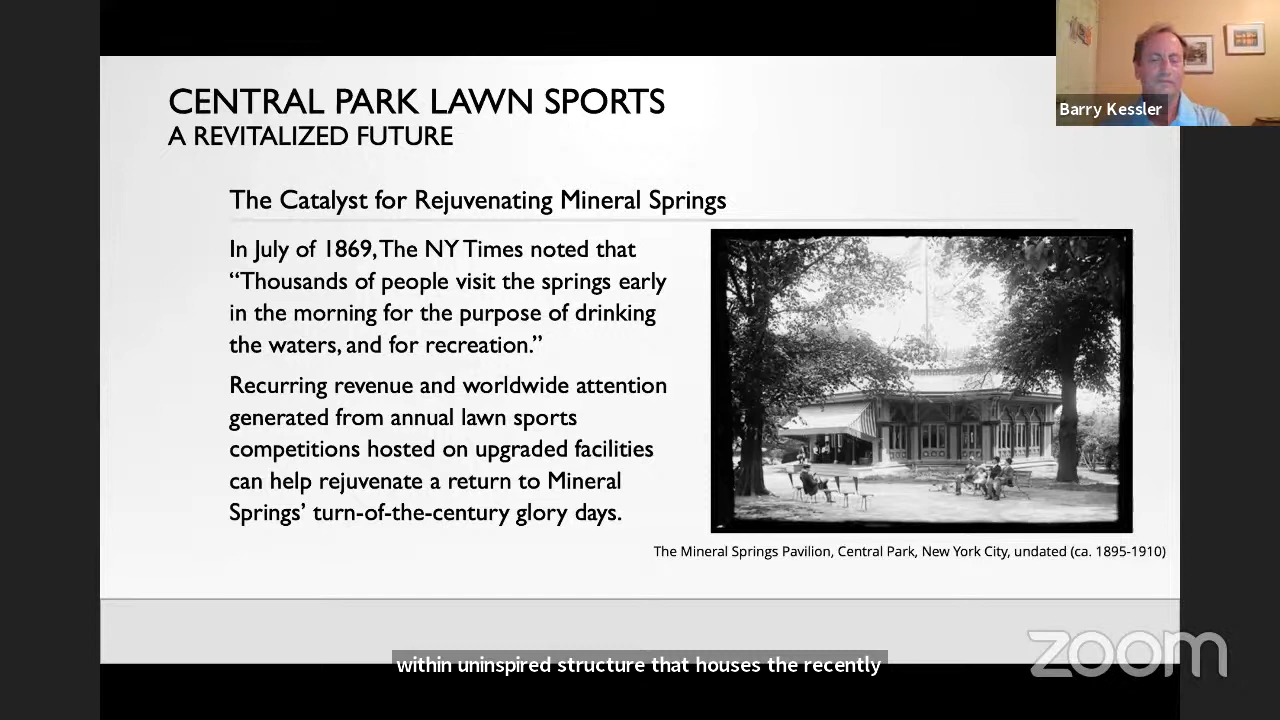 CENTRAL PARK LAWN SPORTS
A REVITALIZED FUTURE
Barry Kessler
The Catalyst for Rejuvenating Mineral Springs
In July of 1869, The NY Times noted that
“Thousands of people visit the springs early
in the morning for the purpose of drinking
the waters, and for recreation.”
Recurring revenue and worldwide attention
generated from annual lawn sports
competitions hosted on upgraded facilities
can help rejuvenate a return to Mineral
Springs’ turn-of-the-century glory days.
The Mineral Springs Pavilion, Central Park, New York City, undated (ca. 1895-1910)
within uninspired structure that houses the recently
zoom